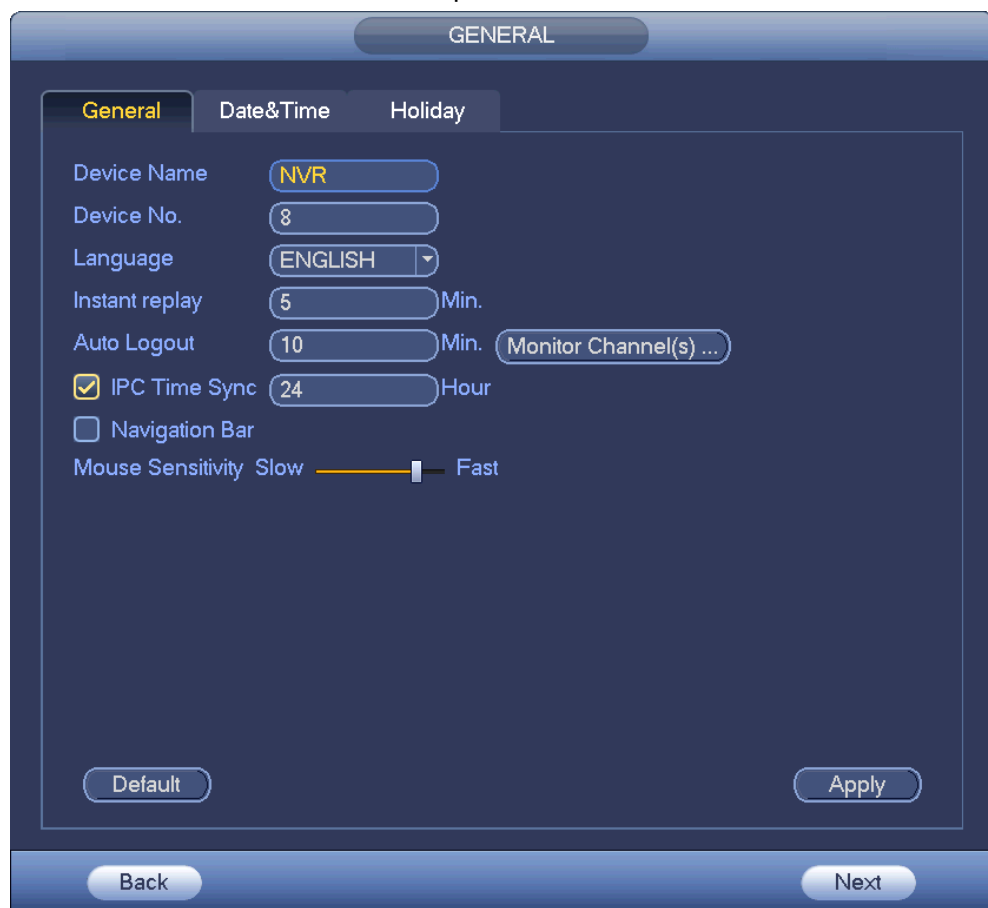 GENERAL
General Date&Time Holiday
Device Name NVR
Device No. 8
Language ENGLISH
Instant replay 5 Min.
Auto Logout 10 Min. Monitor Channel(s) ...
IPC Time Sync 24 Hour
Navigation Bar
Mouse Sensitivity Slow Fast
Default Apply
Back Next